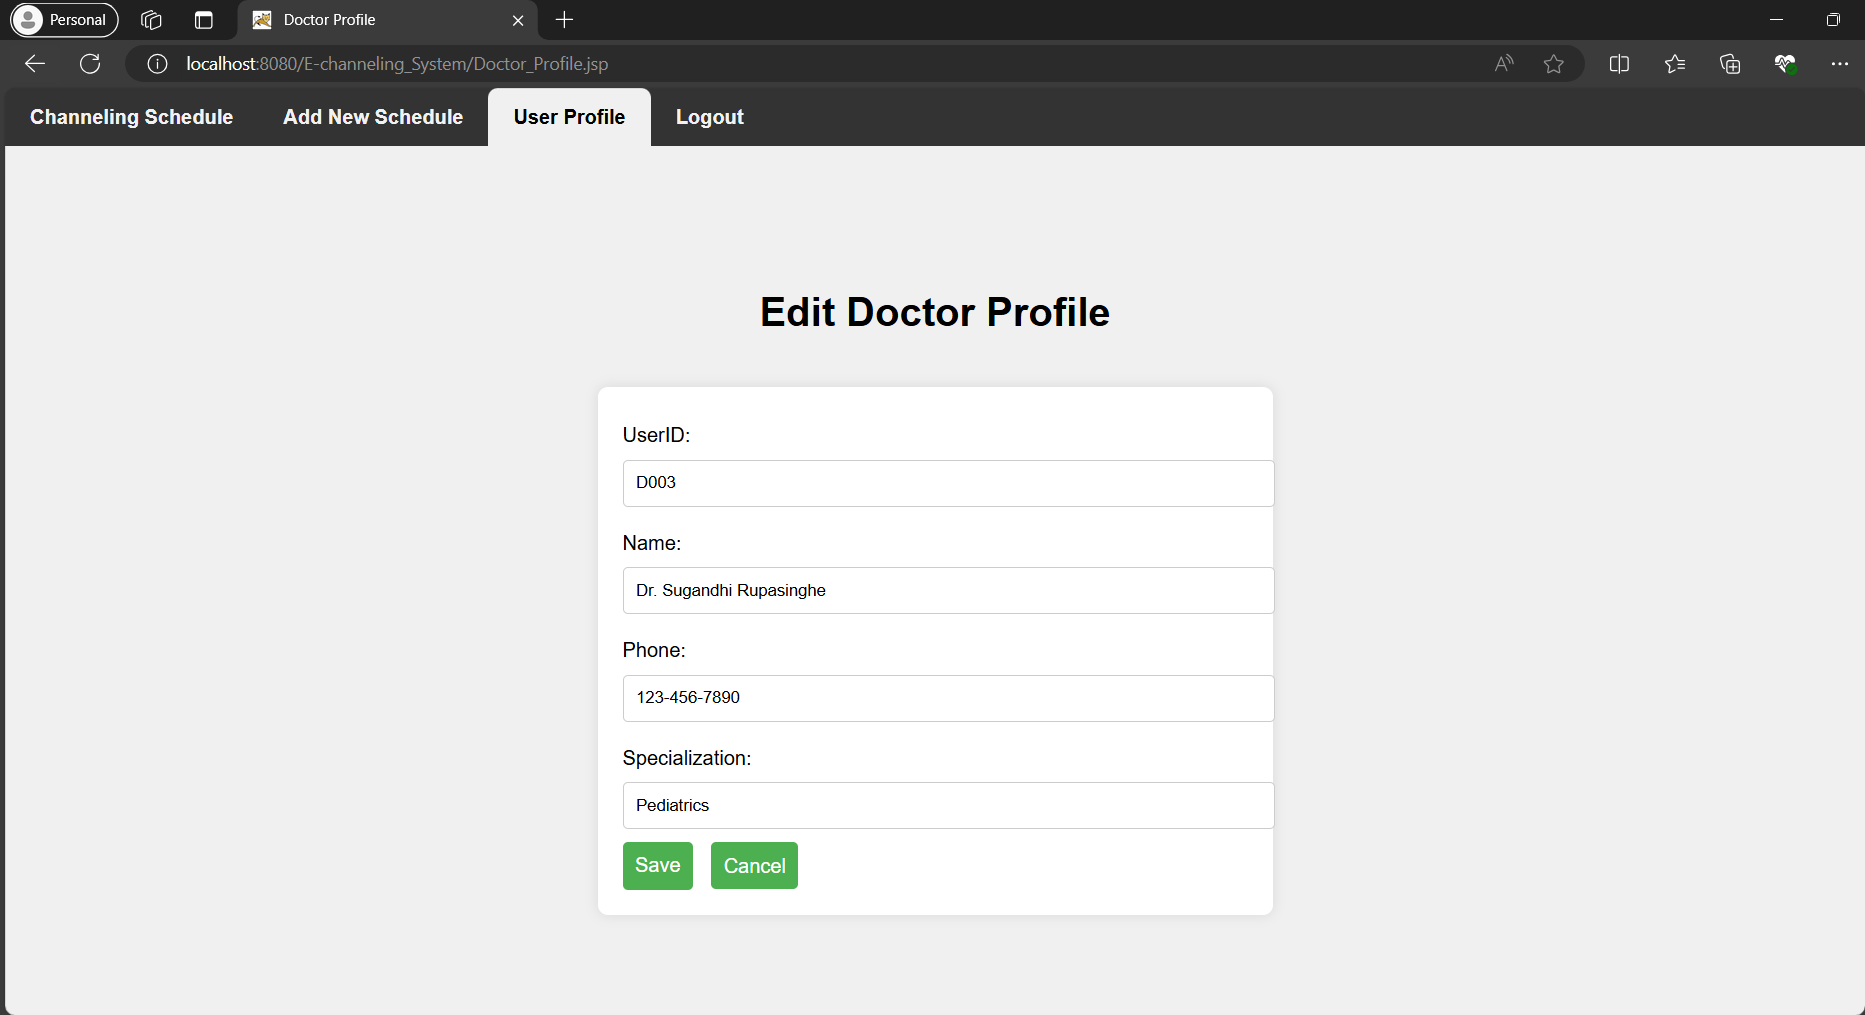 Personal
Doctor Profile
localhost:8080/E-channeling_System/Doctor_Profile.jsp
Channeling Schedule Add New Schedule User Profile Logout
Edit Doctor Profile
UserID:
D003
Name:
Dr. Sugandhi Rupasinghe
Phone:
123-456-7890
Specialization:
Pediatrics
Save Cancel